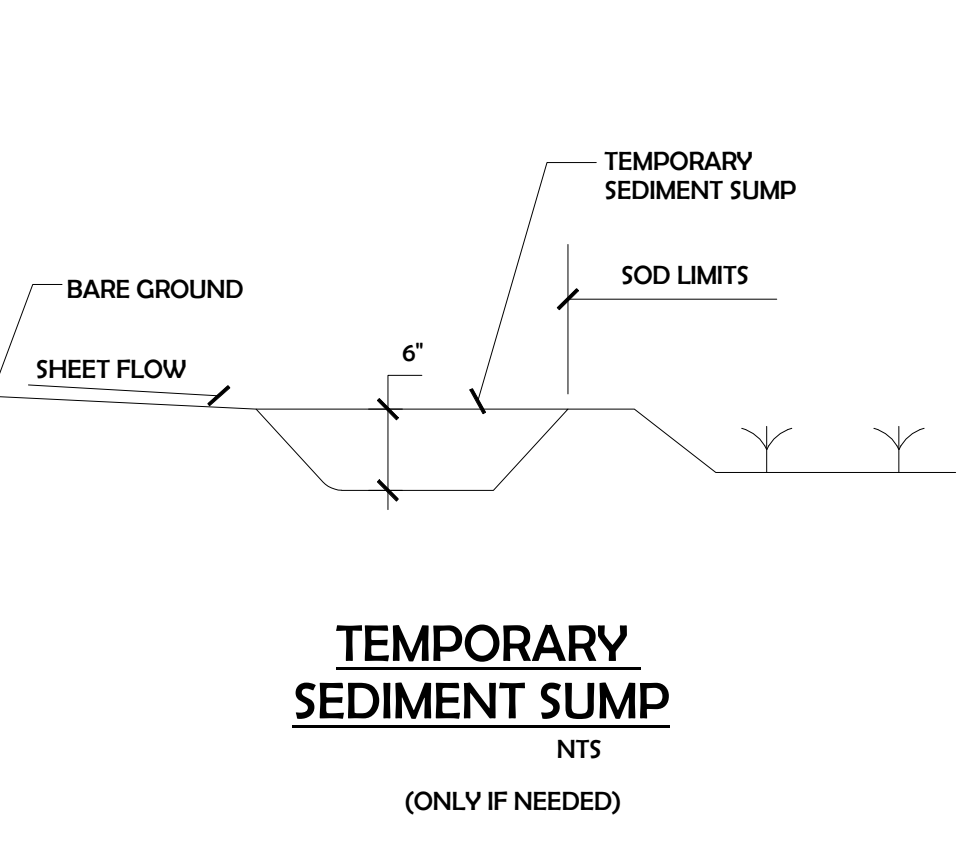 TEMPORARY
SEDIMENT SUMP
SOD LIMITS
BARE GROUND
6"
SHEET FLOW
TEMPORARY
SEDIMENT SUMP
NTS
(ONLY IF NEEDED)